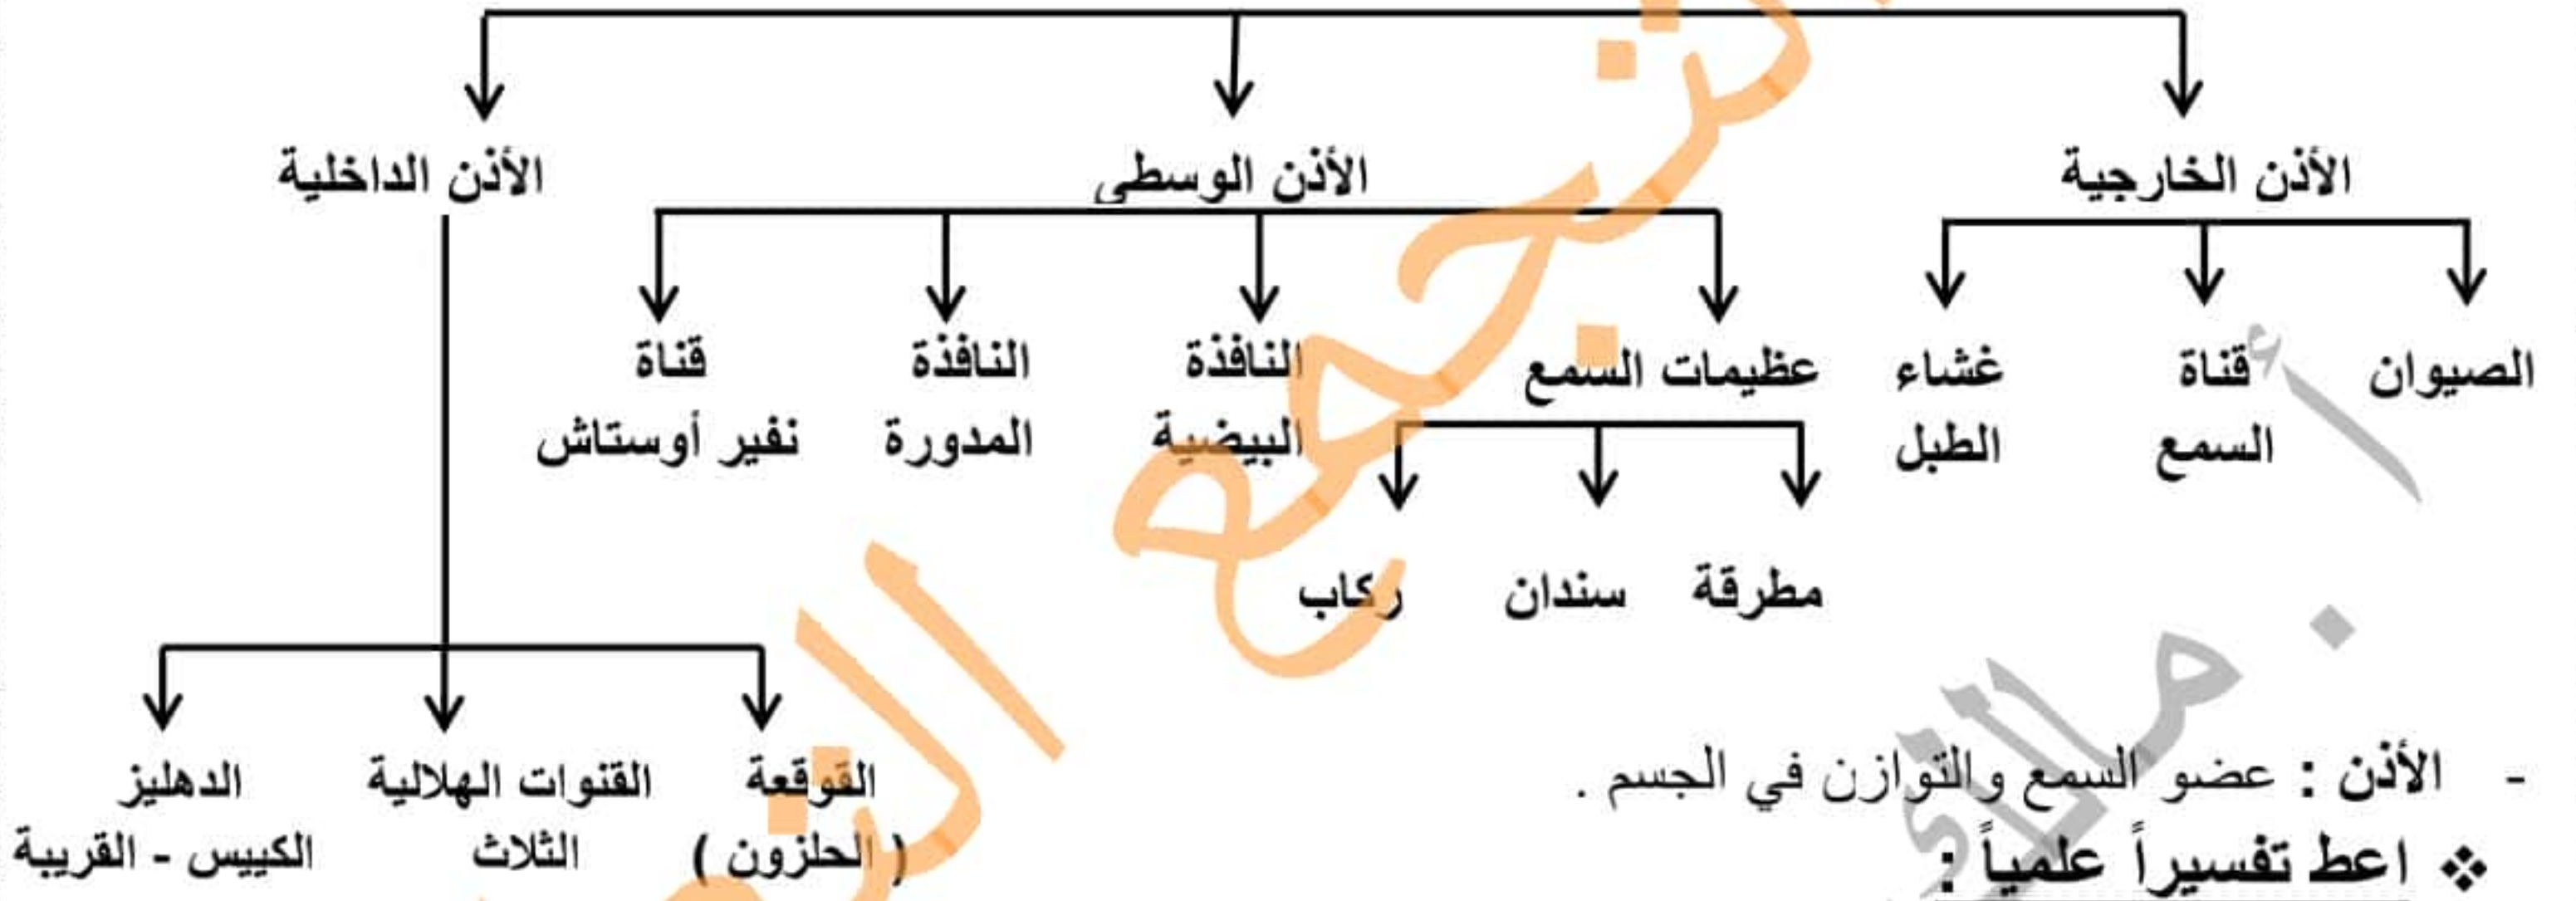 الأذن الخارجية الأذن الوسطى الأذن الداخلية
الصيوان قناة السمع غشاء الطبل
عظيمات السمع النافذة البيضية النافذة المدورة قناة نفير أوستاش
مطرقة سندان ركاب
القوقعة القنوات الهلالية الدهليز
( الحلزون ) الثلاث الكييس - القريبة
- الأذن : عضو السمع والتوازن في الجسم .
❖ اعط تفسيراً علمياً :